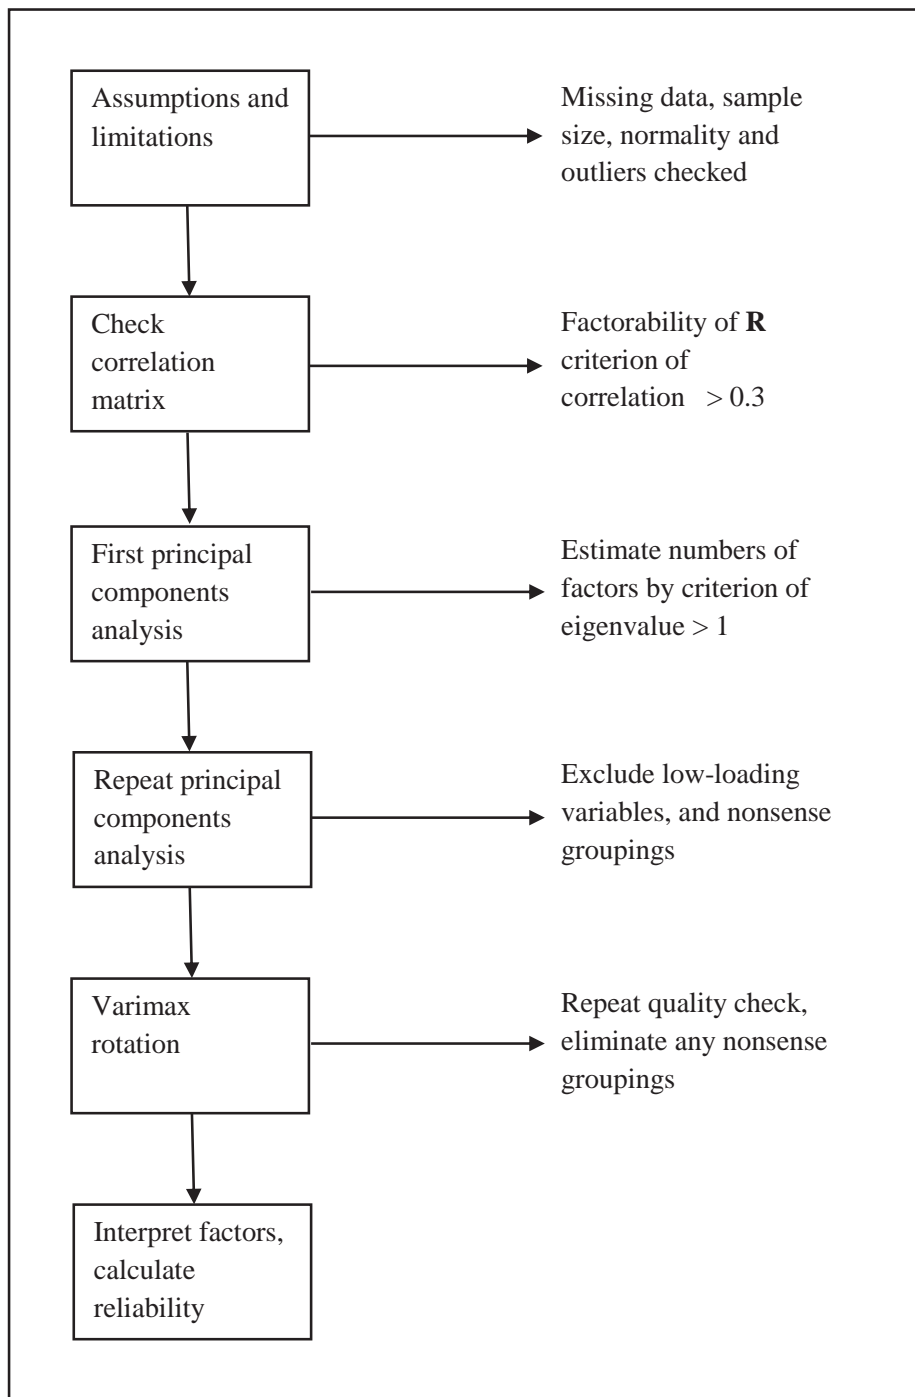 Assumptions and
limitations
Missing data, sample
size, normality and
outliers checked
Check
correlation
matrix
Factorability of R
criterion of
correlation > 0.3
First principal
components
analysis
Estimate numbers of
factors by criterion of
eigenvalue > 1
Repeat principal
components
analysis
Exclude low-loading
variables, and nonsense
groupings
Varimax
rotation
Repeat quality check,
eliminate any nonsense
groupings
Interpret factors,
calculate
reliability